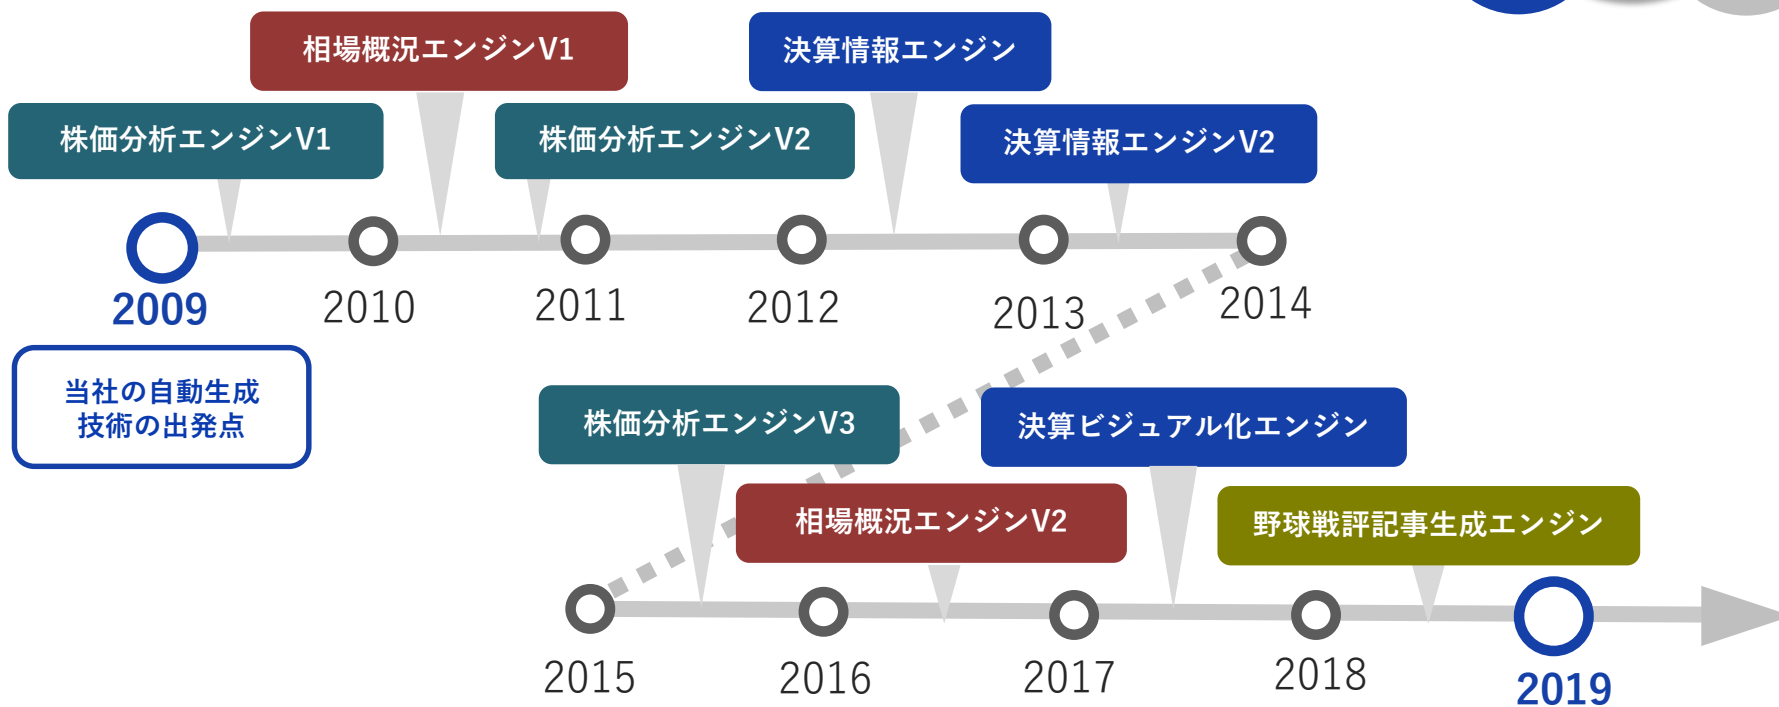 相場概況エンジンV1
決算情報エンジン
株価分析エンジンV1
株価分析エンジンV2
決算情報エンジンV2
2009
2010
2011
2012
2013
2014
当社の自動生成
技術の出発点
株価分析エンジンV3
決算ビジュアル化エンジン
相場概況エンジンV2
野球戦評記事生成エンジン
2015
2016
2017
2018
2019